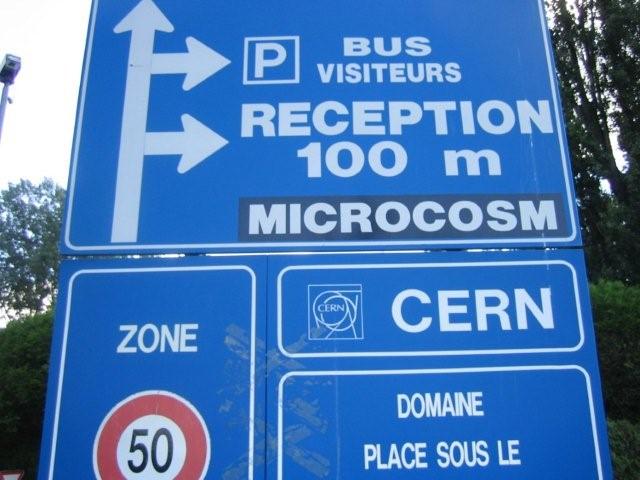 P BUS
VISITEURS
RECEPTION
100 m
MICROCOSM
ZONE
50
CERN
CERN
DOMAINE
PLACE SOUS LE